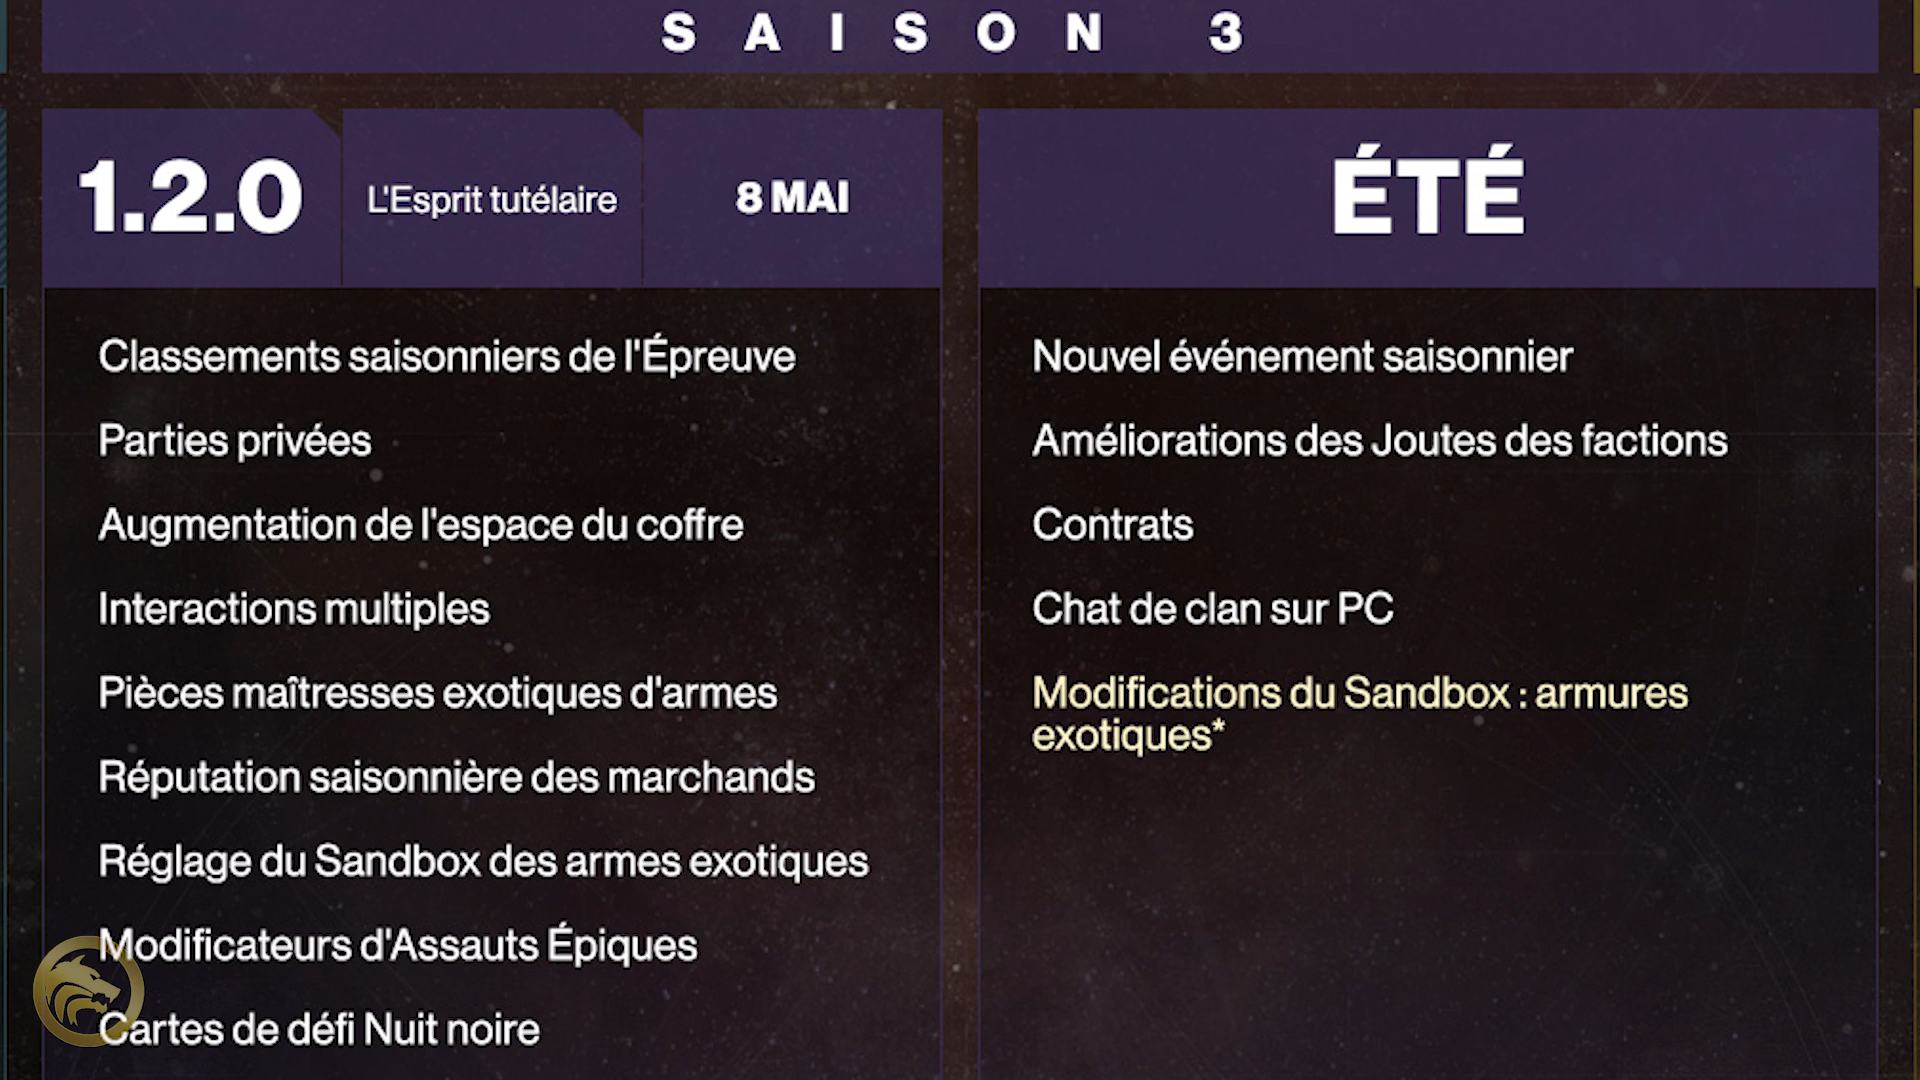 SAISON 3
1.2.0
L'Esprit tutélaire
8 MAI
Classements saisonniers de l'Épreuve
Parties privées
Augmentation de l'espace du coffre
Interactions multiples
Pièces maîtresses exotiques d'armes
Réputation saisonnière des marchands
Réglage du Sandbox des armes exotiques
Modificateurs d'Assauts Épiques
Cartes de défi Nuit noire
ÉTÉ
Nouvel événement saisonnier
Améliorations des Joutes des factions
Contrats
Chat de clan sur PC
Modifications du Sandbox : armures
exotiques*